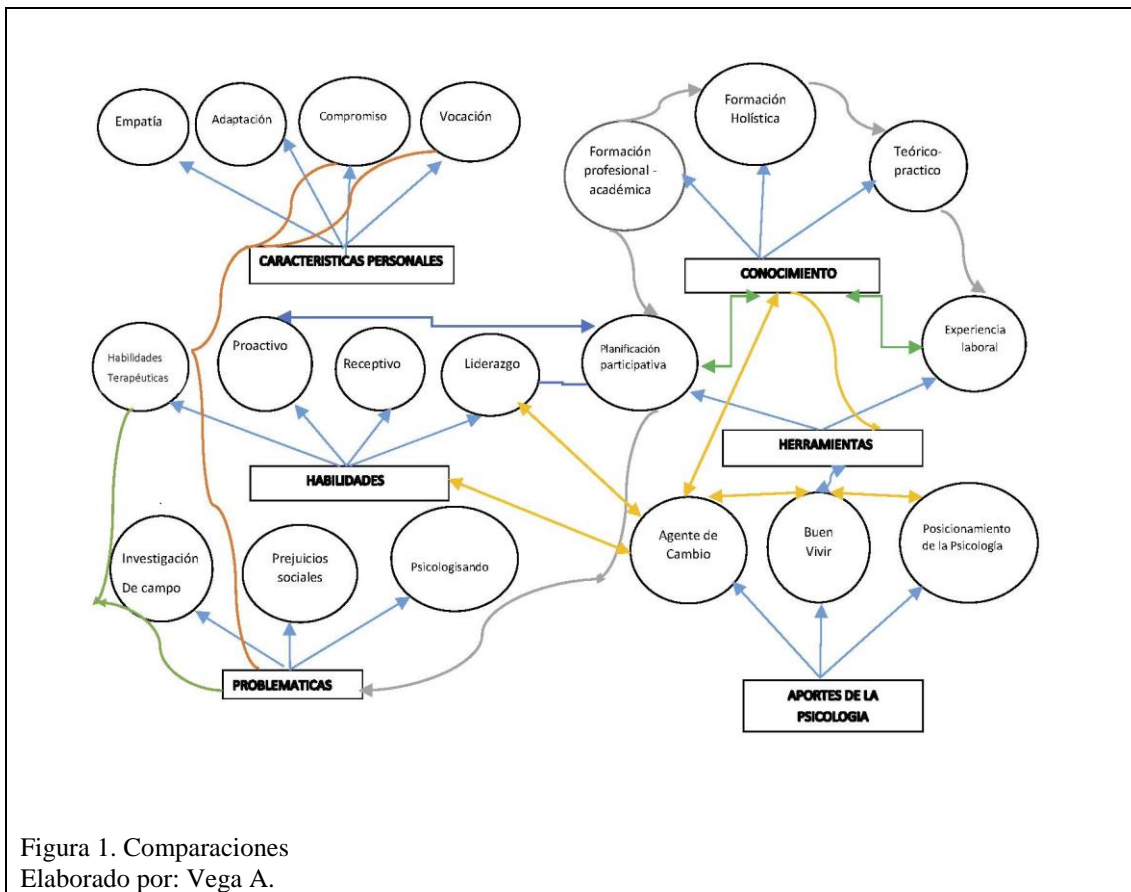 Empatía
Adaptación
Compromiso
Vocación
Formación
Holística
Formación
profesional -
académica
Teórico-
practico
CARACTERISTICAS PERSONALES
CONOCIMIENTO
Habilidades
Terapéuticas
Proactivo
Receptivo
Liderazgo
Planificación
participativa
Experiencia
laboral
HERRAMIENTAS
HABILIDADES
Investigación
De campo
Prejuicios
sociales
Psicologisando
Agente de
Cambio
Buen
Vivir
Posicionamiento
de la Psicología
PROBLEMATICAS
APORTES DE LA
PSICOLOGIA
Figura 1. Comparaciones
Elaborado por: Vega A.